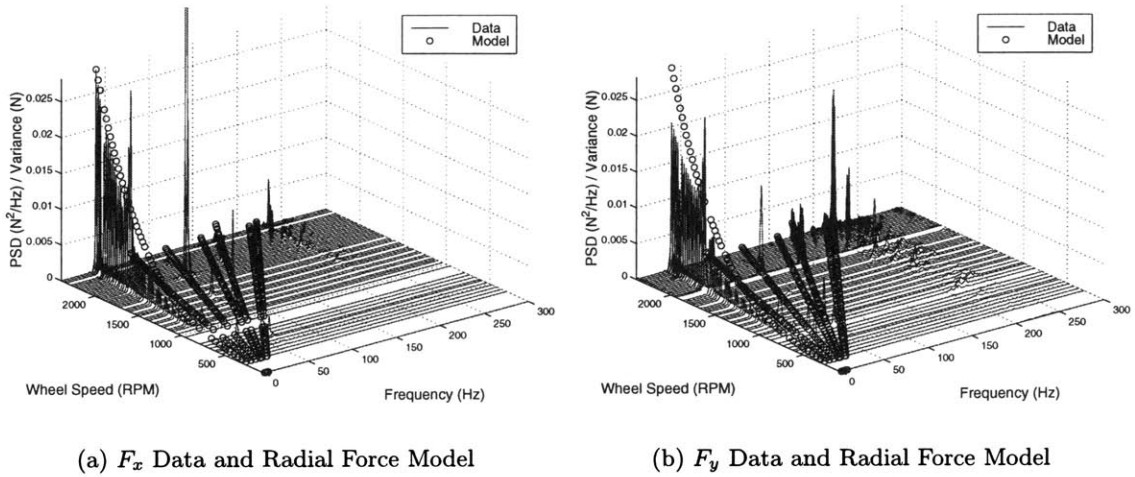 Data
Model
0.025
0.02
0.015
0.01
0.005
0
PSD (N²/Hz) / Variance (N)
2000
1500
1000
500
Wheel Speed (RPM)
0
50
100
150
200
250
300
Frequency (Hz)
(a) Fₓ Data and Radial Force Model
Data
Model
0.025
0.02
0.015
0.01
0.005
0
PSD (N²/Hz) / Variance (N)
2000
1500
1000
500
Wheel Speed (RPM)
0
50
100
150
200
250
300
Frequency (Hz)
(b) F_y Data and Radial Force Model